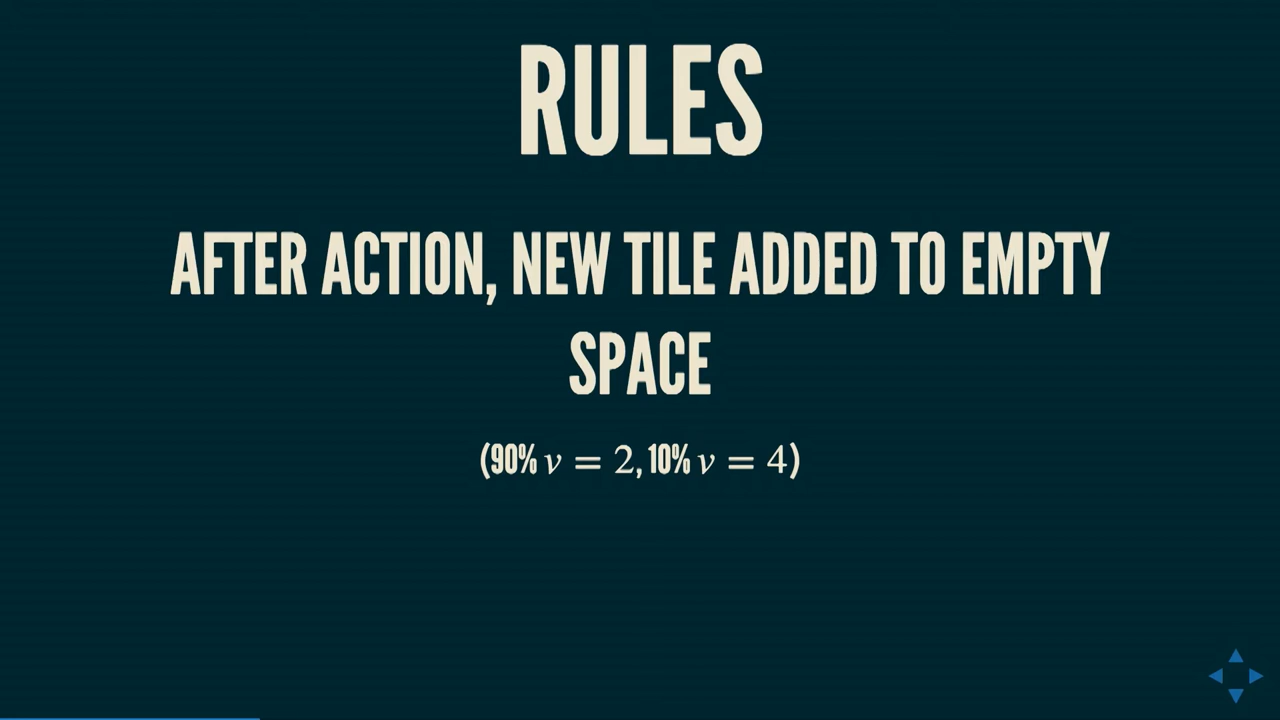 RULES
AFTER ACTION, NEW TILE ADDED TO EMPTY
SPACE
(90% v = 2, 10% v = 4)